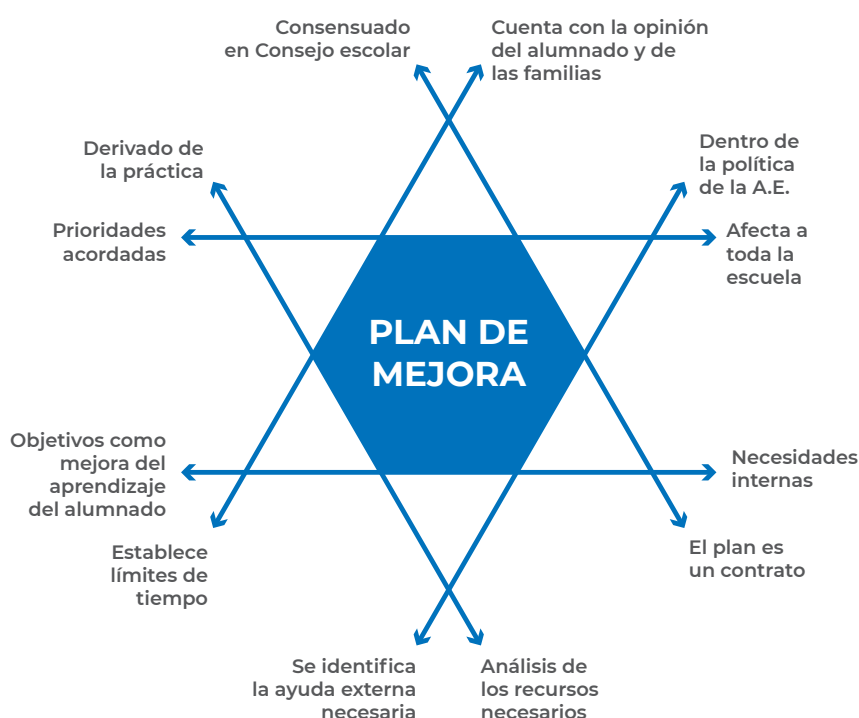 Consensuado
en Consejo escolar
Cuenta con la opinión
del alumnado y de
las familias
Derivado de
la práctica
Dentro de
la política
de la A.E.
Prioridades
acordadas
Afecta a
toda la
escuela
PLAN DE
MEJORA
Objetivos como
mejora del
aprendizaje
del alumnado
Necesidades
internas
Establece
límites de
tiempo
El plan es
un contrato
Se identifica
la ayuda externa
necesaria
Análisis de
los recursos
necesarios